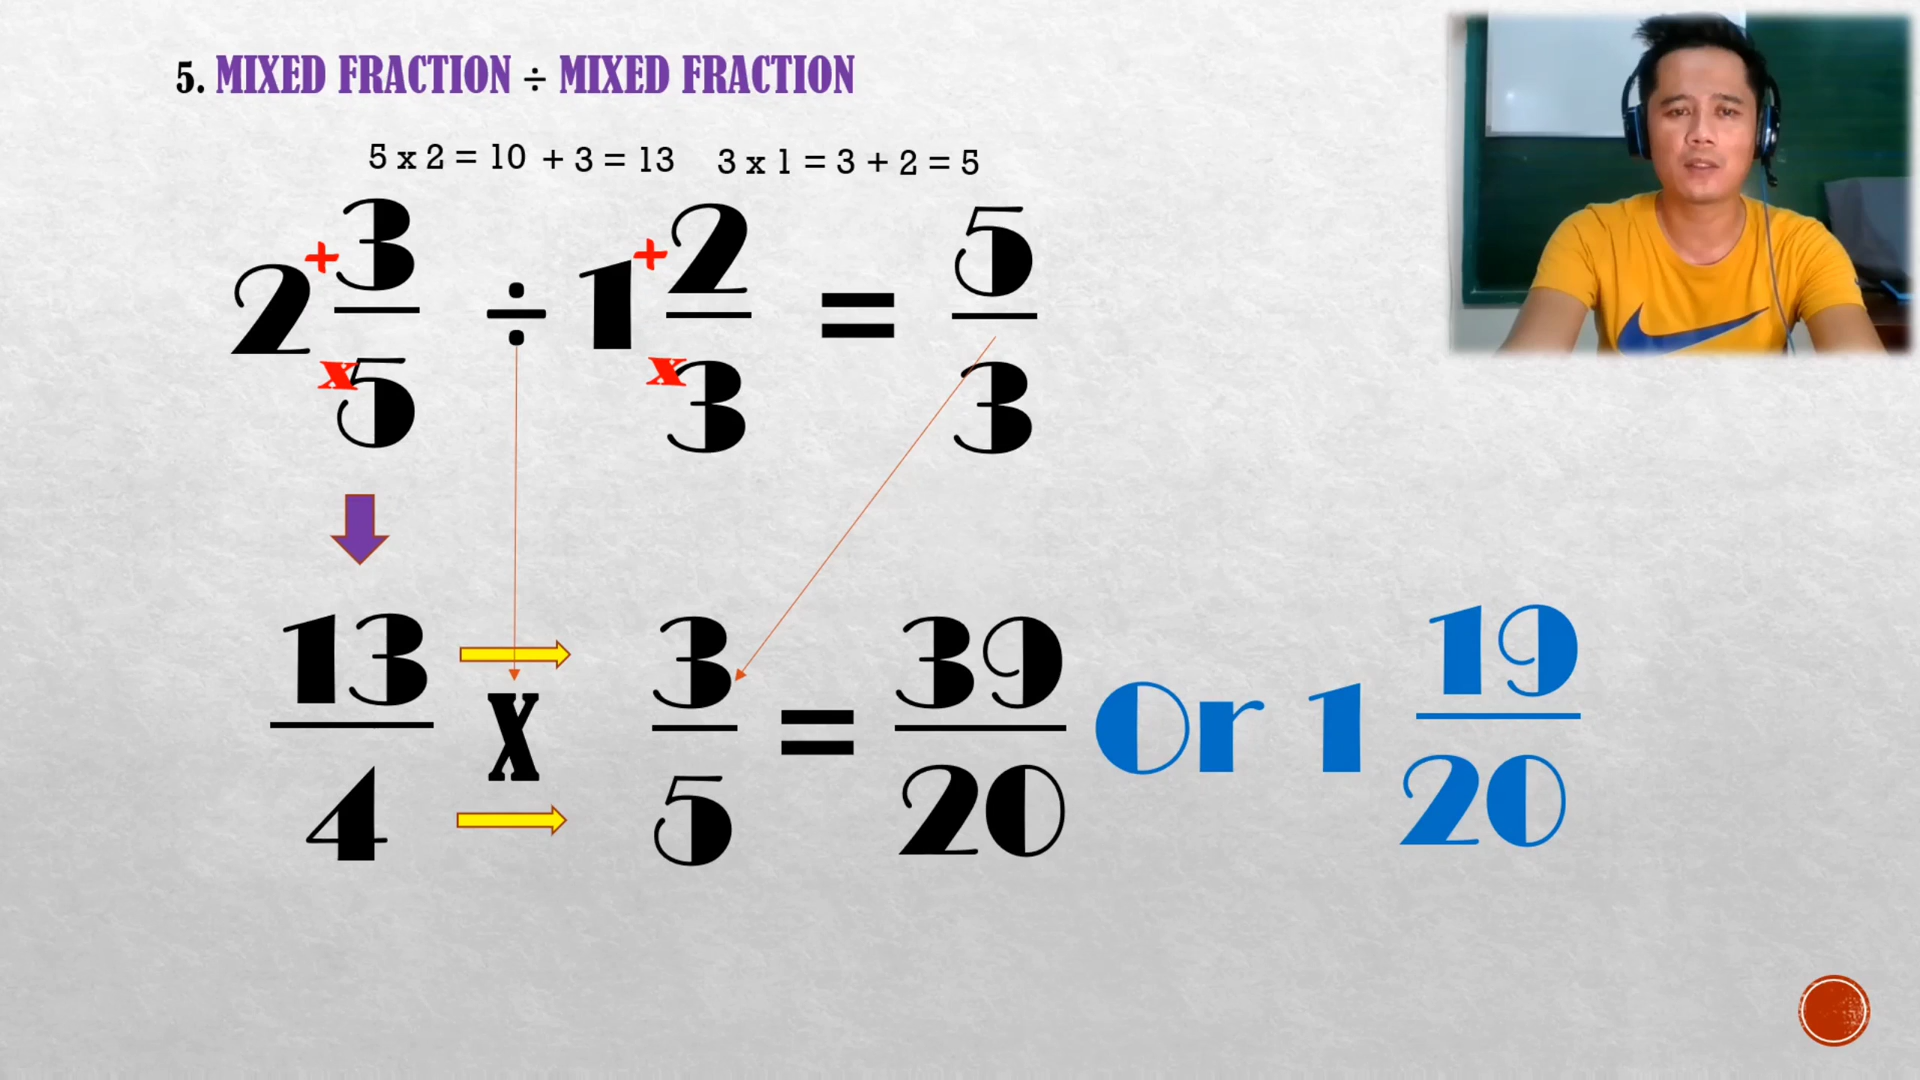 5. MIXED FRACTION ÷ MIXED FRACTION
5 x 2 = 10 + 3 = 13 3 x 1 = 3 + 2 = 5
2 + x 3/5 ÷ 1 + x 2/3 = 5/3
13/4 X 3/5 = 39/20 Or 1 19/20